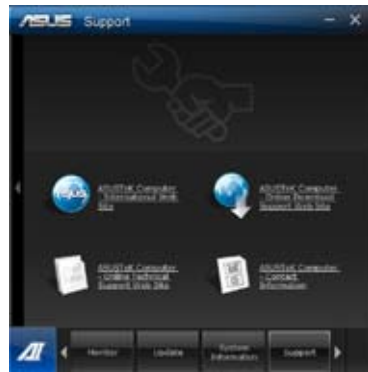 ASUS Support
ASUSTeK Computer
- International Web
Site
ASUSTeK Computer
- Online Download
Support Web Site
ASUSTeK Computer
- Online Technical
Support Web Site
ASUSTeK Computer
- Contact
Information
AI
Monitor
Update
System
Information
Support